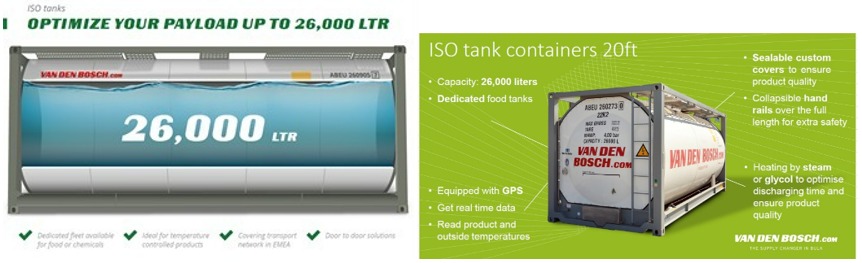 ISO tanks
OPTIMIZE YOUR PAYLOAD UP TO 26,000 LTR
VAN DEN BOSCH.COM
ABEU 260905
26,000 LTR
Dedicated fleet available
for food or chemicals
Ideal for temperature
controlled products
Covering transport
network in EMEA
Door to door solutions
ISO tank containers 20ft
• Capacity: 26,000 liters
• Dedicated food tanks
• Equipped with GPS
• Get real time data
• Read product and
outside temperatures
ABEU 260273 0
22K2
VAN DEN
BOSCH.COM
VAN DEN BOSCH.COM
• Sealable custom
covers to ensure
product quality
• Collapsible hand
rails over the full
length for extra safety
• Heating by steam
or glycol to optimise
discharging time and
ensure product
quality
VAN DEN BOSCH.COM
THE SUPPLY CHAINGER IN BULK